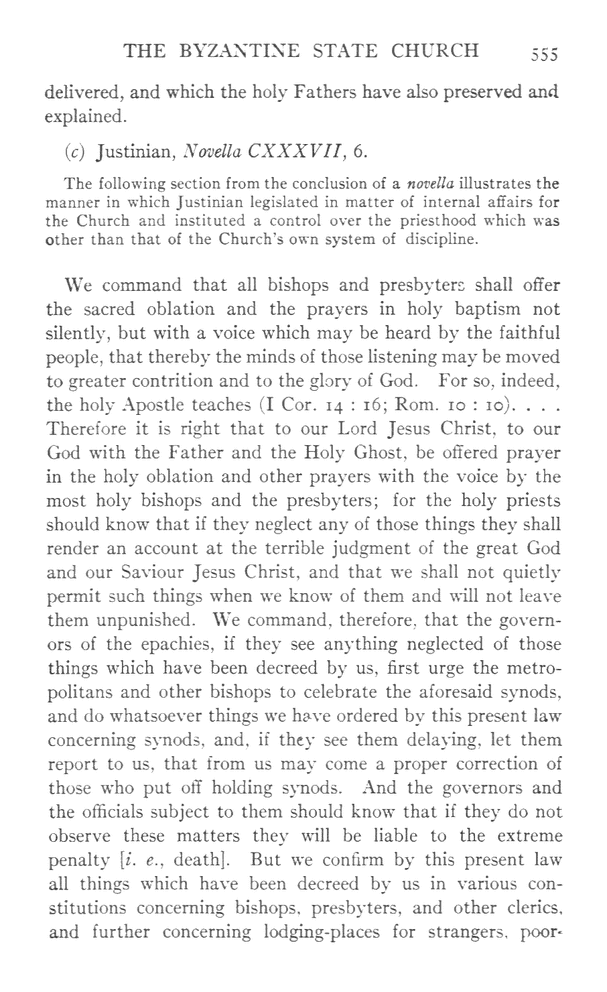 THE BYZANTINE STATE CHURCH 555
delivered, and which the holy Fathers have also preserved and
explained.
(c) Justinian, Novella CXXXVII, 6.
The following section from the conclusion of a novella illustrates the
manner in which Justinian legislated in matter of internal affairs for
the Church and instituted a control over the priesthood which was
other than that of the Church's own system of discipline.
We command that all bishops and presbyters shall offer
the sacred oblation and the prayers in holy baptism not
silently, but with a voice which may be heard by the faithful
people, that thereby the minds of those listening may be moved
to greater contrition and to the glory of God. For so, indeed,
the holy Apostle teaches (I Cor. 14 : 16; Rom. 10 : 10). . . .
Therefore it is right that to our Lord Jesus Christ, to our
God with the Father and the Holy Ghost, be offered prayer
in the holy oblation and other prayers with the voice by the
most holy bishops and the presbyters; for the holy priests
should know that if they neglect any of those things they shall
render an account at the terrible judgment of the great God
and our Saviour Jesus Christ, and that we shall not quietly
permit such things when we know of them and will not leave
them unpunished. We command, therefore, that the govern-
ors of the epachies, if they see anything neglected of those
things which have been decreed by us, first urge the metro-
politans and other bishops to celebrate the aforesaid synods,
and do whatsoever things we have ordered by this present law
concerning synods, and, if they see them delaying, let them
report to us, that from us may come a proper correction of
those who put off holding synods. And the governors and
the officials subject to them should know that if they do not
observe these matters they will be liable to the extreme
penalty [i. e., death]. But we confirm by this present law
all things which have been decreed by us in various con-
stitutions concerning bishops, presbyters, and other clerics,
and further concerning lodging-places for strangers, poor-